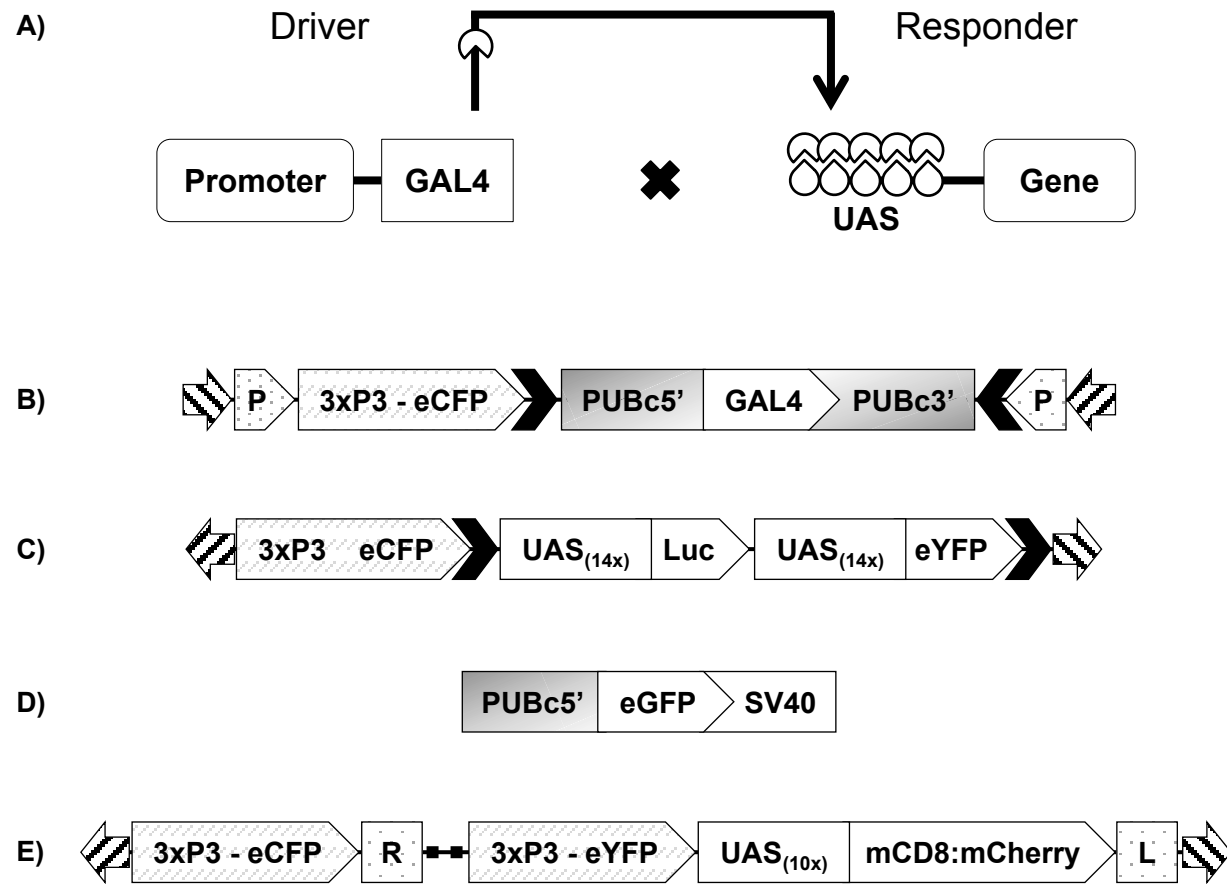 A)
Driver
Responder
Promoter
GAL4
UAS
Gene
B)
P
3xP3 - eCFP
PUBc5’
GAL4
PUBc3’
P
C)
3xP3 eCFP
UAS(14x)
Luc
UAS(14x)
eYFP
D)
PUBc5’
eGFP
SV40
E)
3xP3 - eCFP
R
3xP3 - eYFP
UAS(10x)
mCD8:mCherry
L